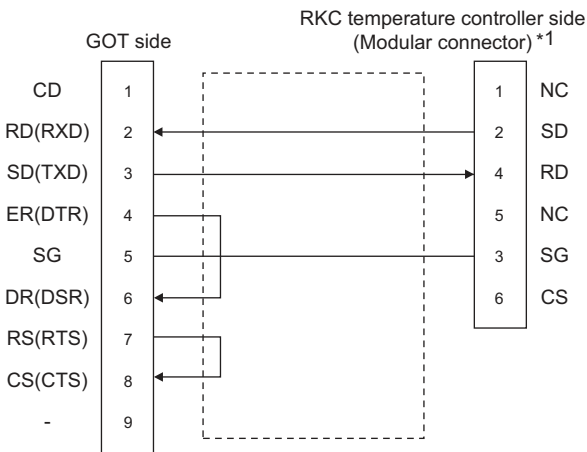 RKC temperature controller side
(Modular connector) *1
GOT side
CD 1 1 NC
RD(RXD) 2 2 SD
SD(TXD) 3 4 RD
ER(DTR) 4 5 NC
SG 5 3 SG
DR(DSR) 6 6 CS
RS(RTS) 7
CS(CTS) 8
- 9